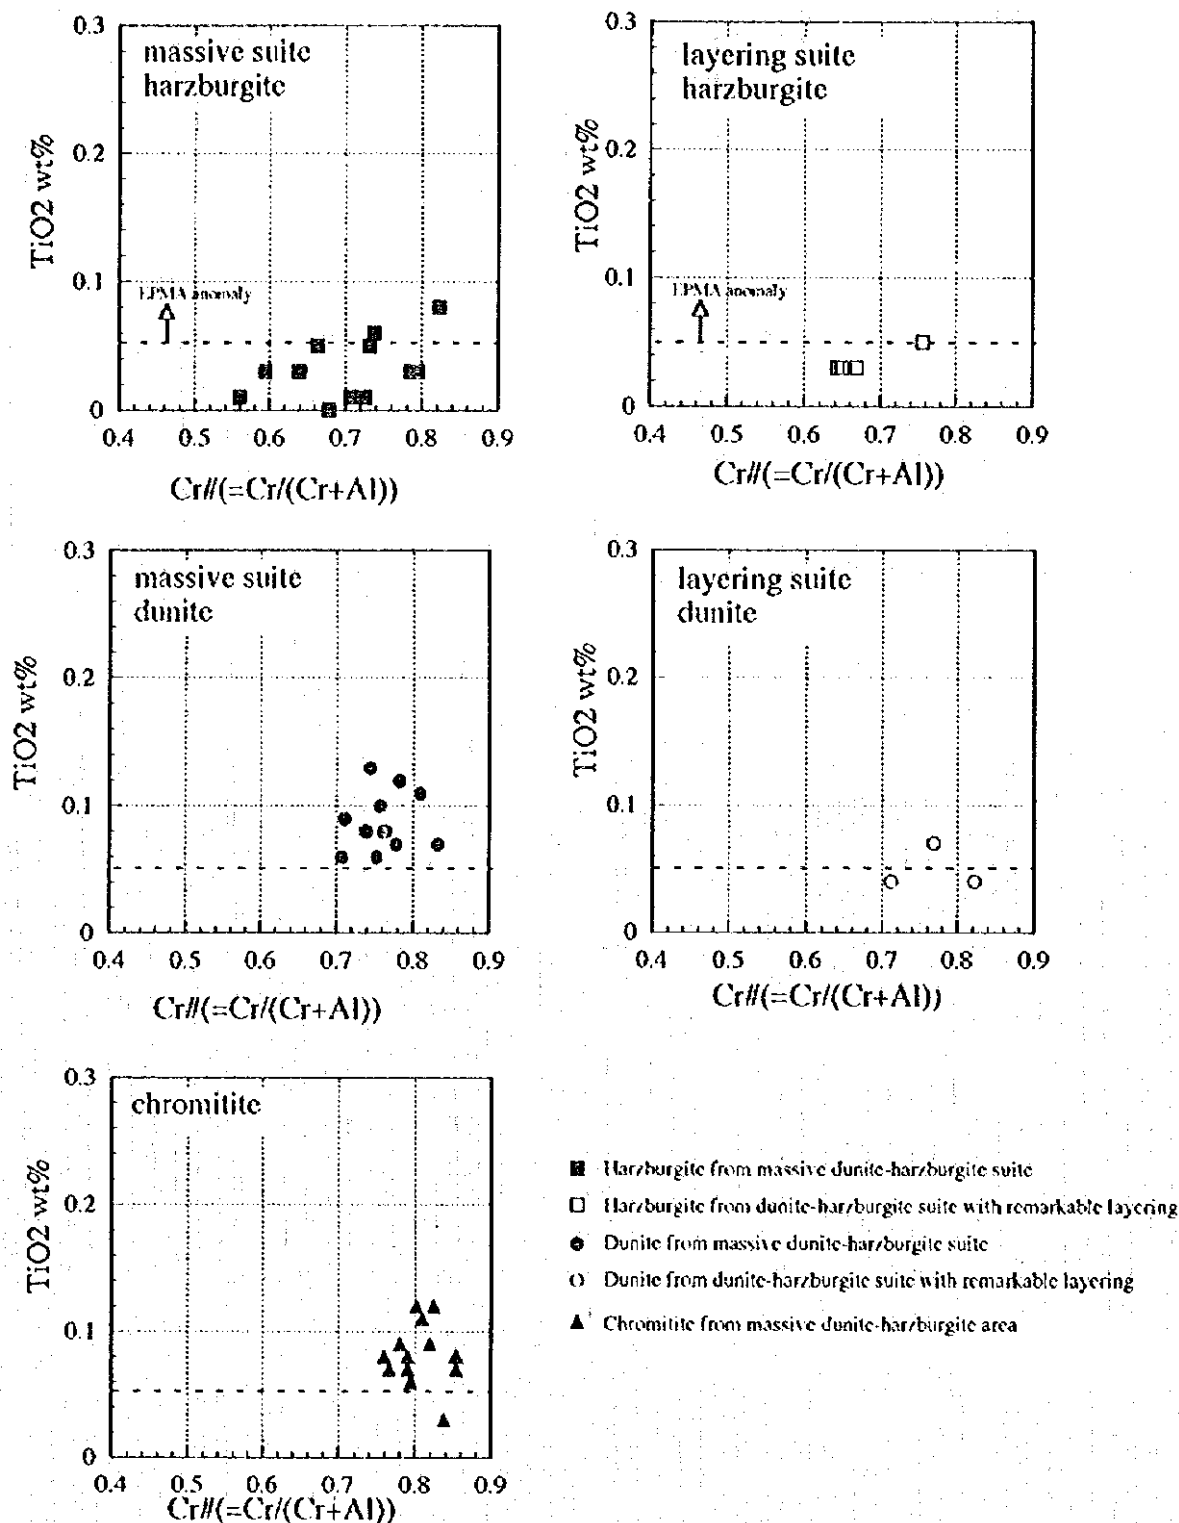 massive suite
harzburgite
TiO2 wt%
0.3
0.2
0.1
0
EPMA anomaly
0.4 0.5 0.6 0.7 0.8 0.9
Cr#(=Cr/(Cr+Al))
layering suite
harzburgite
TiO2 wt%
0.3
0.2
0.1
0
EPMA anomaly
0.4 0.5 0.6 0.7 0.8 0.9
Cr#(=Cr/(Cr+Al))
massive suite
dunite
TiO2 wt%
0.3
0.2
0.1
0
0.4 0.5 0.6 0.7 0.8 0.9
Cr#(=Cr/(Cr+Al))
layering suite
dunite
TiO2 wt%
0.3
0.2
0.1
0
0.4 0.5 0.6 0.7 0.8 0.9
Cr#(=Cr/(Cr+Al))
chromitite
TiO2 wt%
0.3
0.2
0.1
0
0.4 0.5 0.6 0.7 0.8 0.9
Cr#(=Cr/(Cr+Al))
Harzburgite from massive dunite-harzburgite suite
Harzburgite from dunite-harzburgite suite with remarkable layering
Dunite from massive dunite-harzburgite suite
Dunite from dunite-harzburgite suite with remarkable layering
Chromitite from massive dunite-harzburgite area